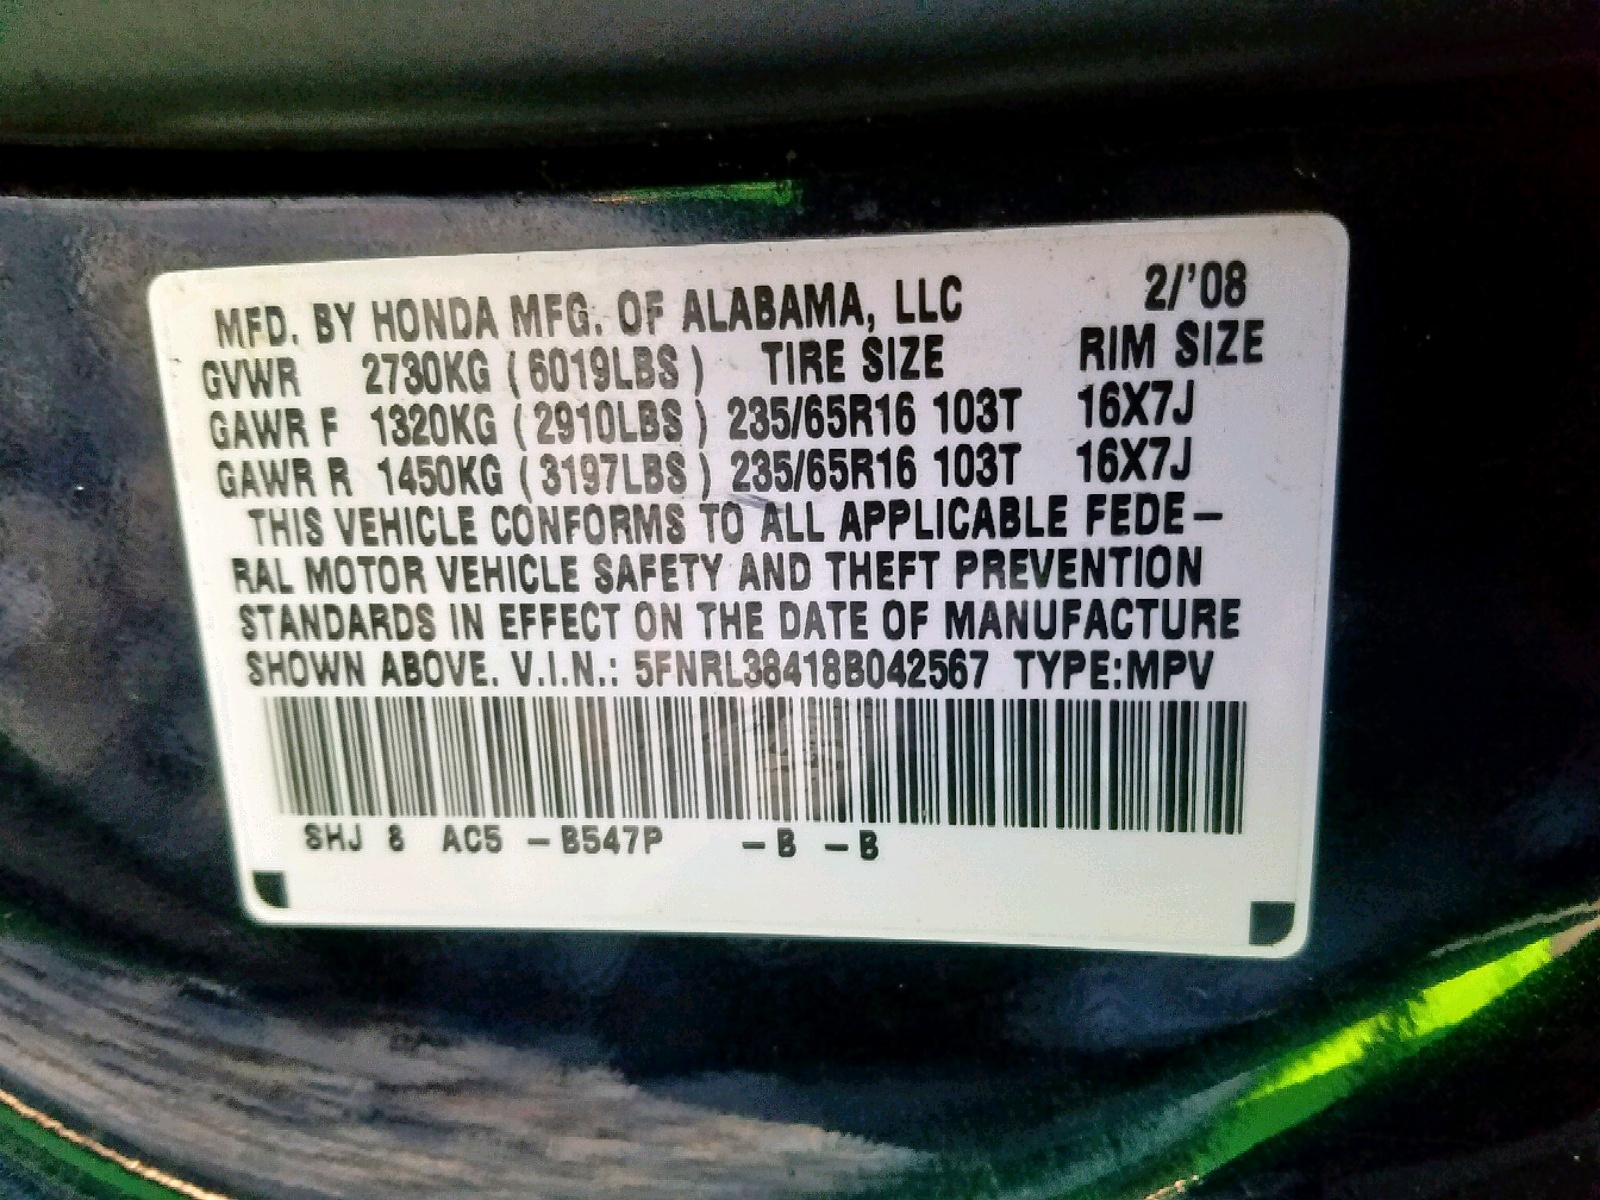 MFD. BY HONDA MFG. OF ALABAMA, LLC 2/'08
GVWR 2730KG (6019LBS) TIRE SIZE RIM SIZE
GAWR F 1320KG (2910LBS) 235/65R16 103T 16X7J
GAWR R 1450KG (3197LBS) 235/65R16 103T 16X7J
THIS VEHICLE CONFORMS TO ALL APPLICABLE FEDE-
RAL MOTOR VEHICLE SAFETY AND THEFT PREVENTION
STANDARDS IN EFFECT ON THE DATE OF MANUFACTURE
SHOWN ABOVE. V.I.N.: 5FNRL38418B042567 TYPE:MPV
SHJ 8 AC5 -B547P -B -B